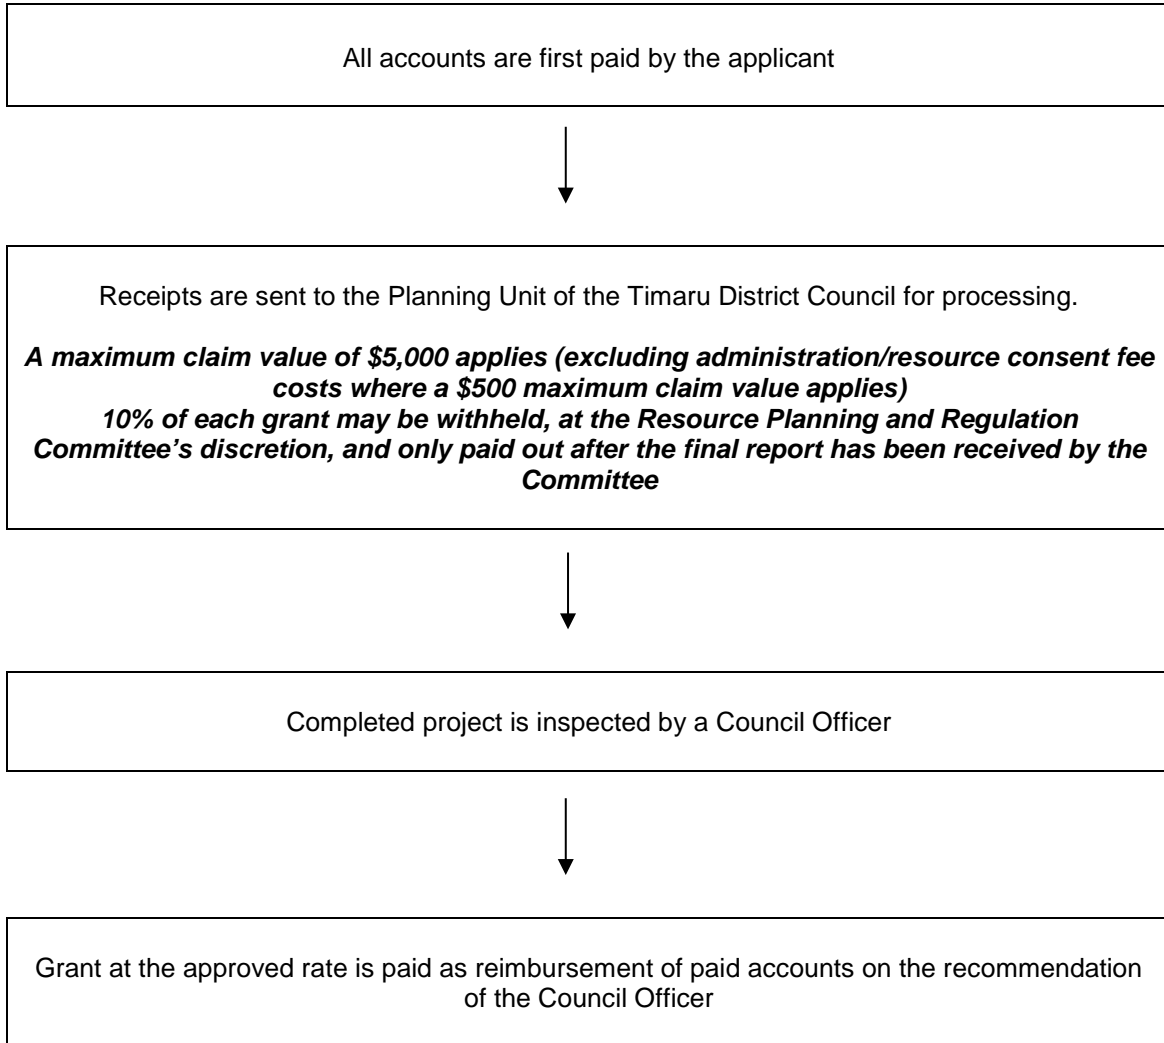 All accounts are first paid by the applicant
Receipts are sent to the Planning Unit of the Timaru District Council for processing.
A maximum claim value of $5,000 applies (excluding administration/resource consent fee
costs where a $500 maximum claim value applies)
10% of each grant may be withheld, at the Resource Planning and Regulation
Committee's discretion, and only paid out after the final report has been received by the
Committee
Completed project is inspected by a Council Officer
Grant at the approved rate is paid as reimbursement of paid accounts on the recommendation
of the Council Officer